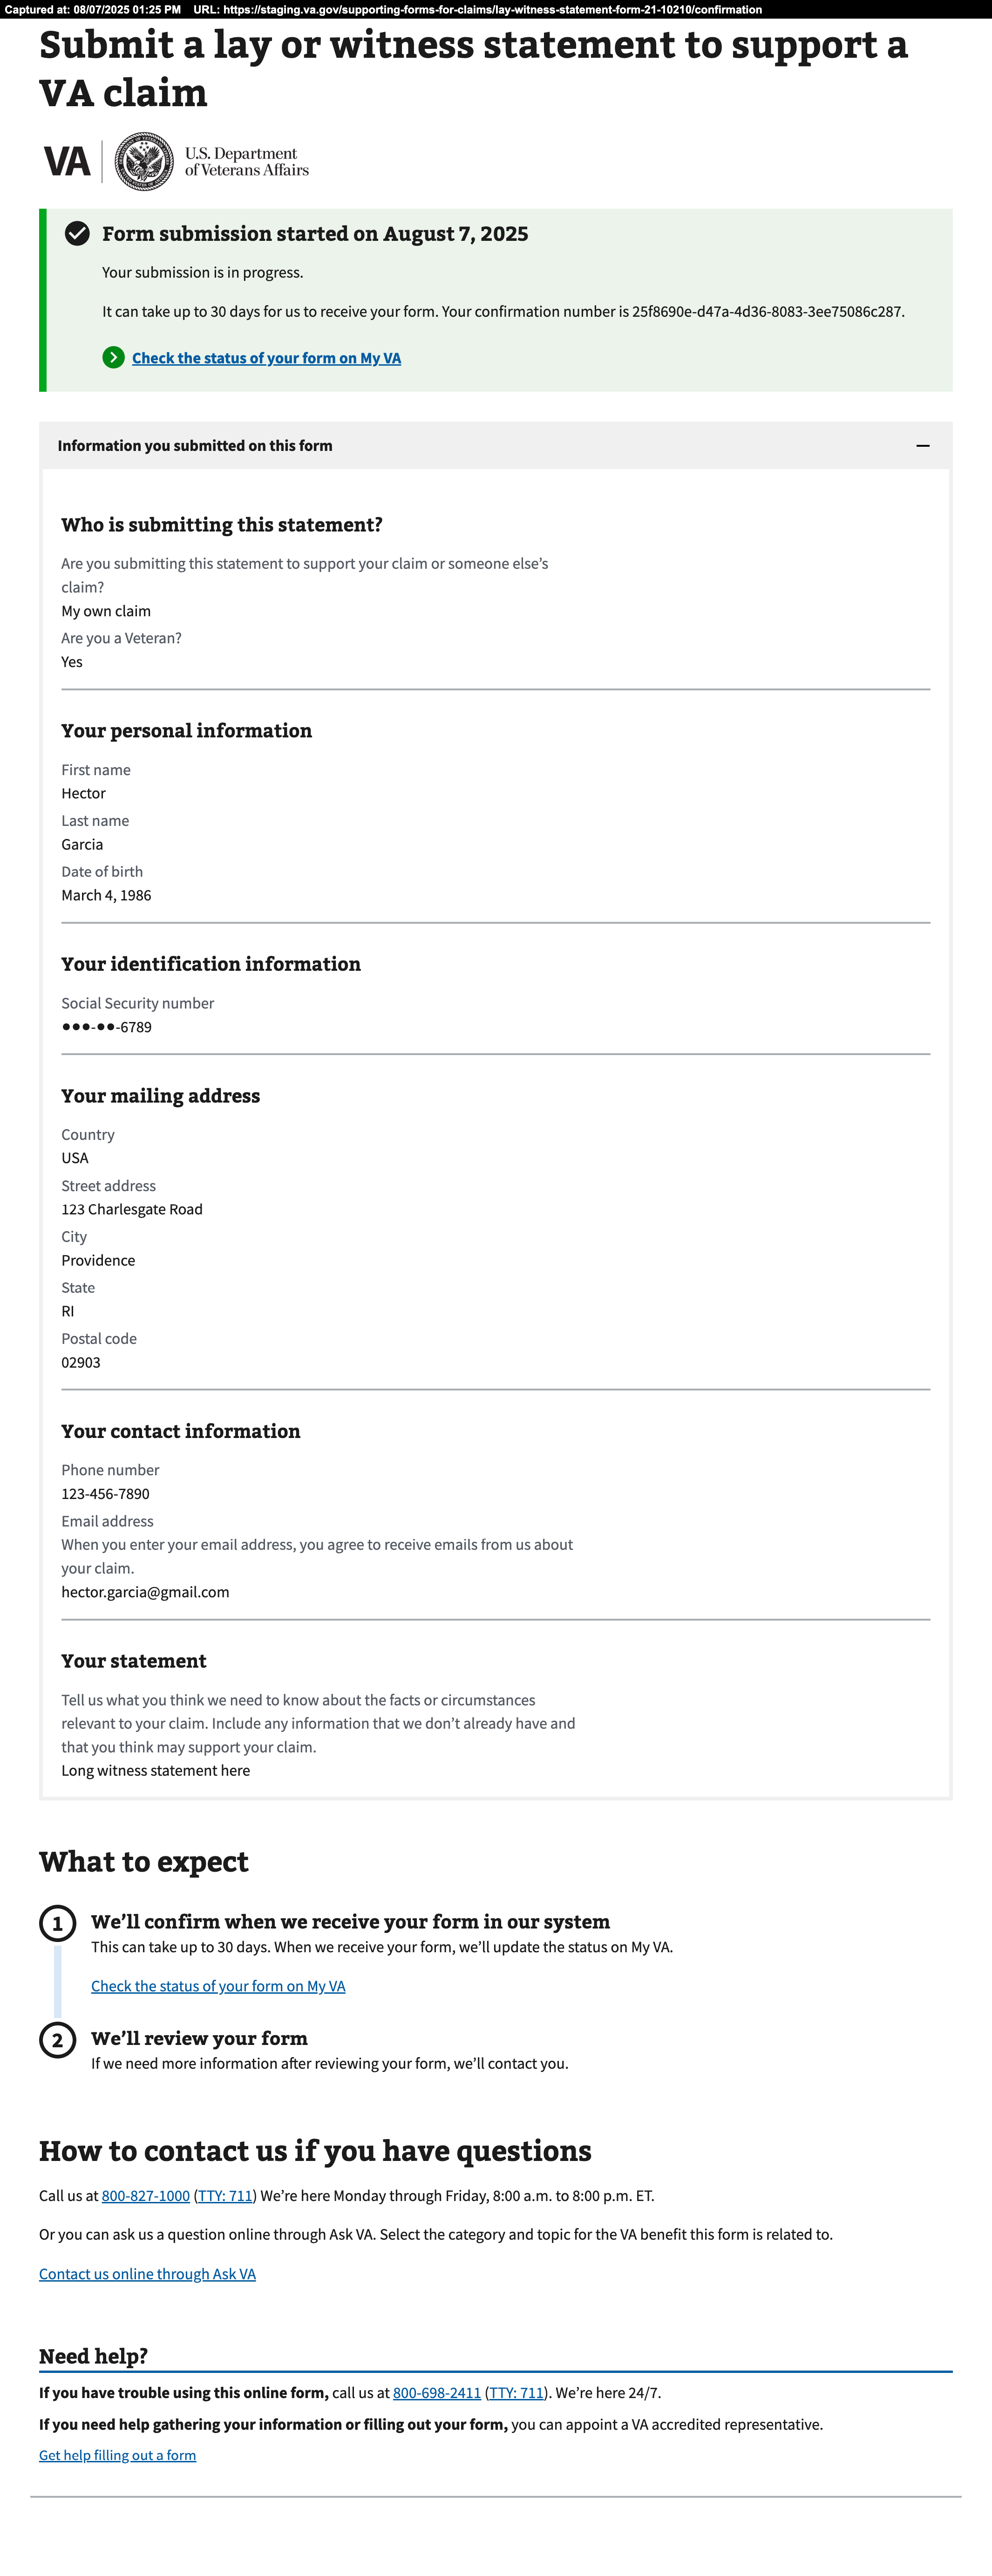 Captured at: 08/07/2025 01:25 PM URL: https://staging.va.gov/supporting-forms-for-claims/lay-witness-statement-form-21-10210/confirmation
Submit a lay or witness statement to support a
VA claim
VA
U.S. Department
of Veterans Affairs
Form submission started on August 7, 2025
Your submission is in progress.
It can take up to 30 days for us to receive your form. Your confirmation number is 25f8690e-d47a-4d36-8083-3ee75086c287.
Check the status of your form on My VA
Information you submitted on this form
Who is submitting this statement?
Are you submitting this statement to support your claim or someone else’s
claim?
My own claim
Are you a Veteran?
Yes
Your personal information
First name
Hector
Last name
Garcia
Date of birth
March 4, 1986
Your identification information
Social Security number
●●●-●●-6789
Your mailing address
Country
USA
Street address
123 Charlesgate Road
City
Providence
State
RI
Postal code
02903
Your contact information
Phone number
123-456-7890
Email address
When you enter your email address, you agree to receive emails from us about
your claim.
hector.garcia@gmail.com
Your statement
Tell us what you think we need to know about the facts or circumstances
relevant to your claim. Include any information that we don’t already have and
that you think may support your claim.
Long witness statement here
What to expect
1
We’ll confirm when we receive your form in our system
This can take up to 30 days. When we receive your form, we’ll update the status on My VA.
Check the status of your form on My VA
2
We’ll review your form
If we need more information after reviewing your form, we’ll contact you.
How to contact us if you have questions
Call us at 800-827-1000 (TTY: 711) We’re here Monday through Friday, 8:00 a.m. to 8:00 p.m. ET.
Or you can ask us a question online through Ask VA. Select the category and topic for the VA benefit this form is related to.
Contact us online through Ask VA
Need help?
If you have trouble using this online form, call us at 800-698-2411 (TTY: 711). We’re here 24/7.
If you need help gathering your information or filling out your form, you can appoint a VA accredited representative.
Get help filling out a form